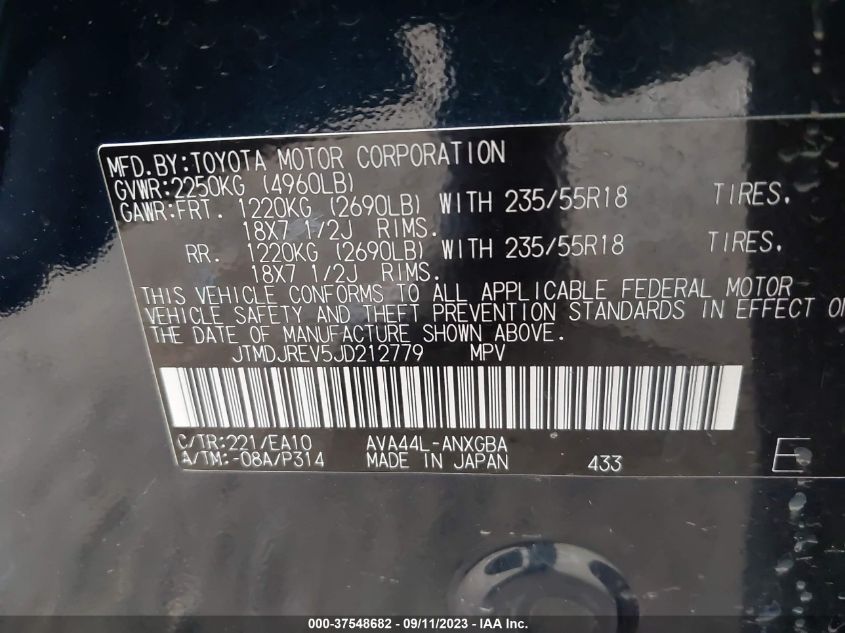 MFD.BY:TOYOTA MOTOR CORPORATION
GVWR:2250KG (4960LB)
GAWR:FRT. 1220KG (2690LB) WITH 235/55R18 TIRES.
18X7 1/2J RIMS.
RR. 1220KG (2690LB) WITH 235/55R18 TIRES.
18X7 1/2J RIMS.
THIS VEHICLE CONFORMS TO ALL APPLICABLE FEDERAL MOTOR
VEHICLE SAFETY AND THEFT PREVENTION STANDARDS IN EFFECT ON
THE DATE OF MANUFACTURE SHOWN ABOVE.
JTMDJREV5JD212779 MPV
C/TR:221/EA10 AVA44L-ANXGBA
A/TM:-08A/P314 MADE IN JAPAN 433 E
000-37548682 - 09/11/2023 - IAA Inc.